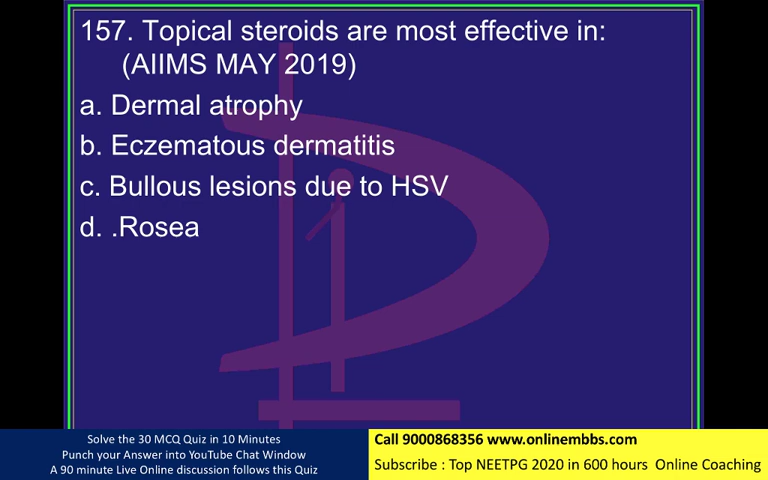 157. Topical steroids are most effective in:
(AIIMS MAY 2019)
a. Dermal atrophy
b. Eczematous dermatitis
c. Bullous lesions due to HSV
d. .Rosea
Solve the 30 MCQ Quiz in 10 Minutes
Punch your Answer into YouTube Chat Window
A 90 minute Live Online discussion follows this Quiz
Call 9000868356 www.onlinembbs.com
Subscribe : Top NEETPG 2020 in 600 hours Online Coaching